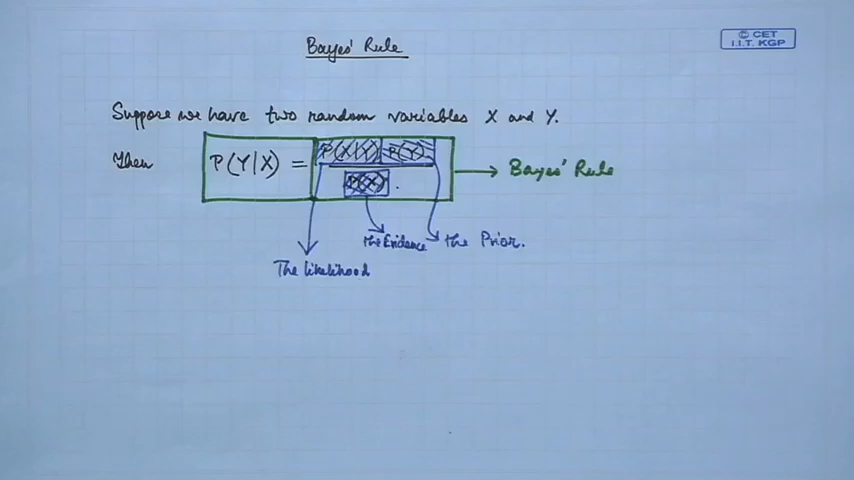 Bayes' Rule
© CET
I.I.T. KGP
Suppose we have two random variables X and Y.
Then P(Y|X) = P(X|Y) P(Y) → Bayes' Rule
P(X) .
The Evidence the Prior.
The likelihood